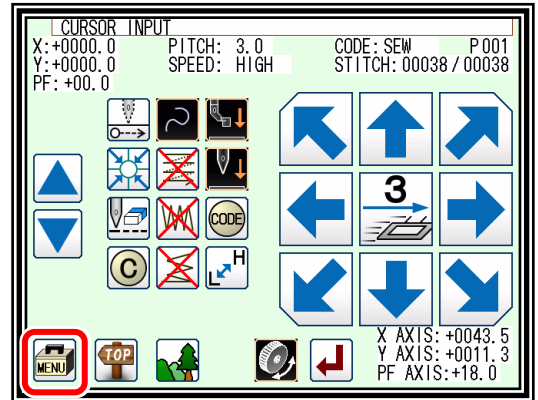 CURSOR INPUT
X:+0000.0 PITCH: 3.0 CODE:SEW P001
Y:+0000.0 SPEED: HIGH STITCH:00038/00038
PF:+00.0
3
CODE
C
L H
MENU
TOP
X AXIS:+0043.5
Y AXIS:+0011.3
PF AXIS:+18.0